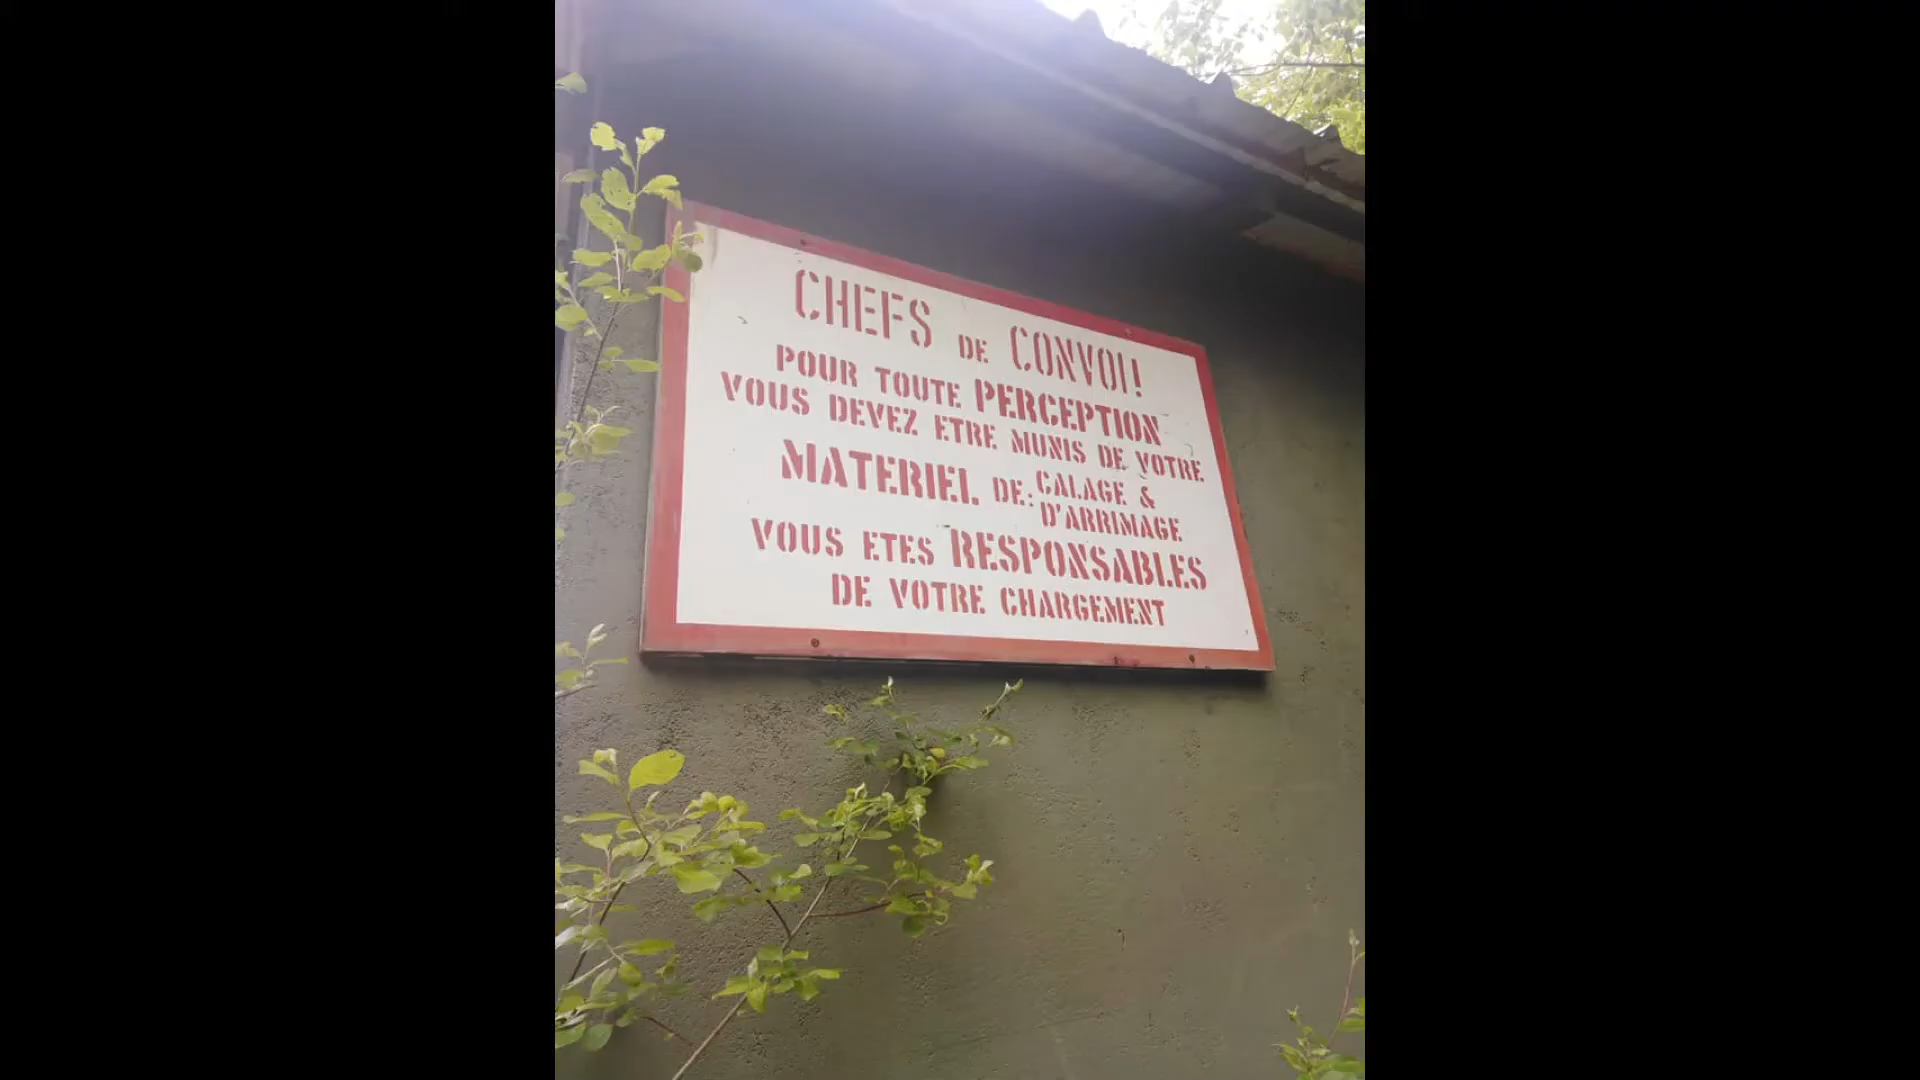 CHEFS DE CONVOI!
POUR TOUTE PERCEPTION
VOUS DEVEZ ETRE MUNIS DE VOTRE
MATERIEL DE: CALAGE &
D'ARRIMAGE
VOUS ETES RESPONSABLES
DE VOTRE CHARGEMENT